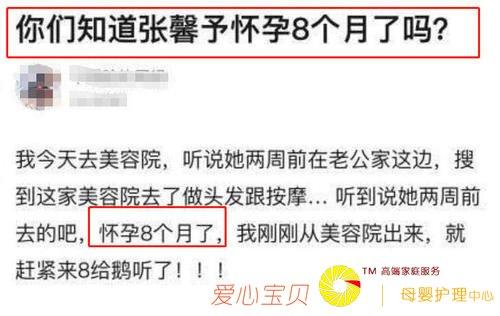 你们知道张馨予怀孕8个月了吗?
我今天去美容院，听说她两周前在老公家这边，搜
到这家美容院去了做头发跟按摩... 听到说她两周前
去的吧，怀孕8个月了，我刚刚从美容院出来，就
赶紧来8给鹅听了！！！
TM 高端家庭服务
爱心宝贝 | 母婴护理中心